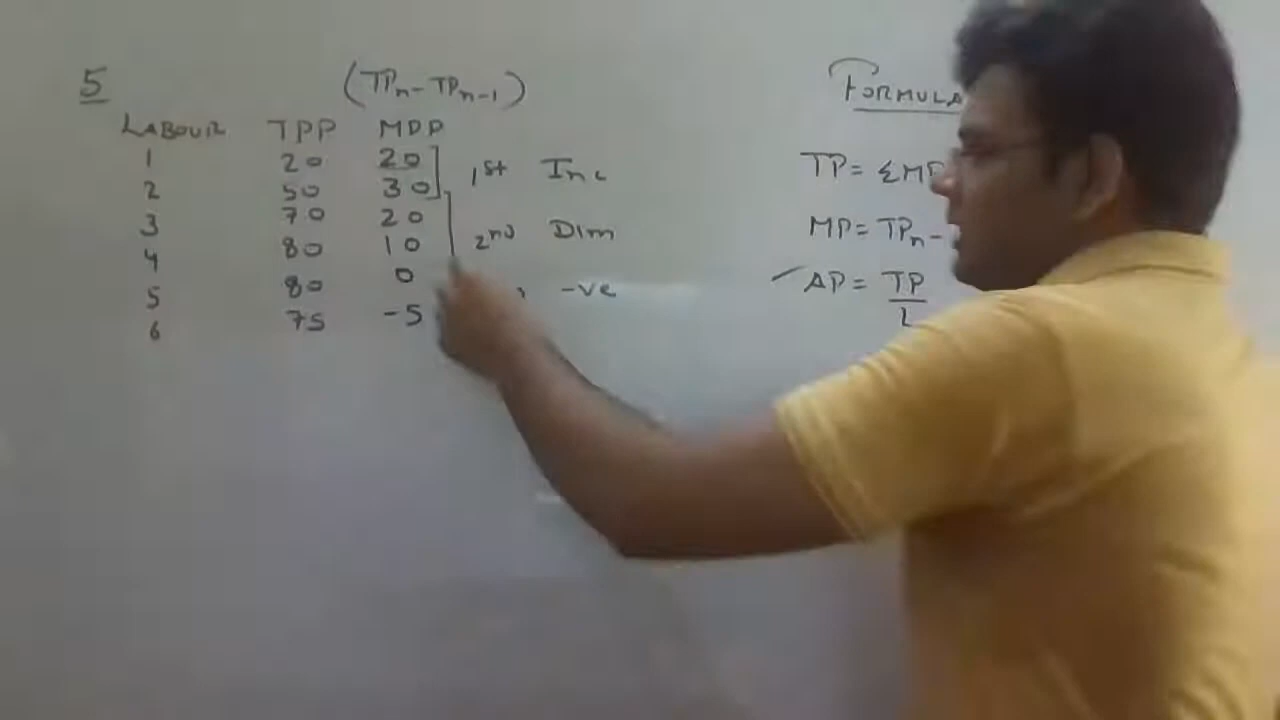 5
(TPn - TPn-1)
LABOUR TPP MPP
1 20 20
2 50 30
3 70 20
4 80 10
5 80 0
6 75 -5
1st Inc
2nd Dim
-ve
FORMULA
TP = ΣMP
MP = TPn -
AP = TP
L